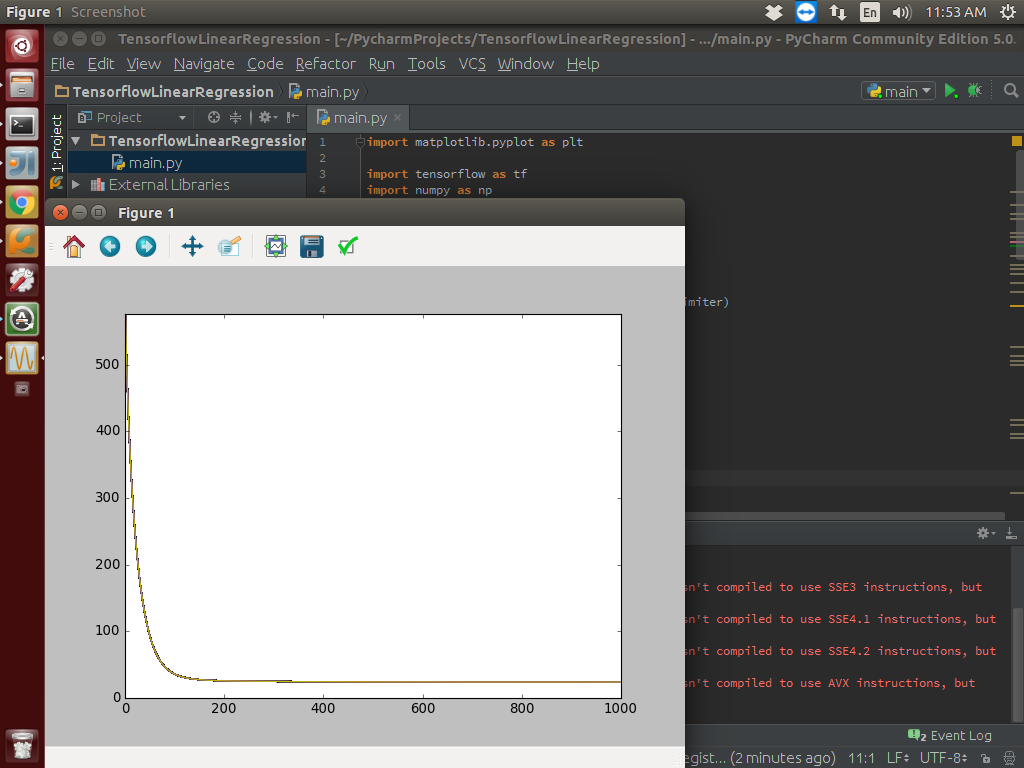 Figure 1 Screenshot
En
11:53 AM
TensorflowLinearRegression - [~/PycharmProjects/TensorflowLinearRegression] - .../main.py - PyCharm Community Edition 5.0.
File Edit View Navigate Code Refactor Run Tools VCS Window Help
TensorflowLinearRegression
main.py
main
1: Project
Project
main.py
TensorflowLinearRegression
main.py
External Libraries
1 import matplotlib.pyplot as plt
2
3 import tensorflow as tf
4 import numpy as np
Figure 1
imiter)
500
400
300
200
100
0
0 200 400 600 800 1000
sn't compiled to use SSE3 instructions, but
sn't compiled to use SSE4.1 instructions, but
sn't compiled to use SSE4.2 instructions, but
sn't compiled to use AVX instructions, but
2 Event Log
egist... (2 minutes ago) 11:1 LF UTF-8